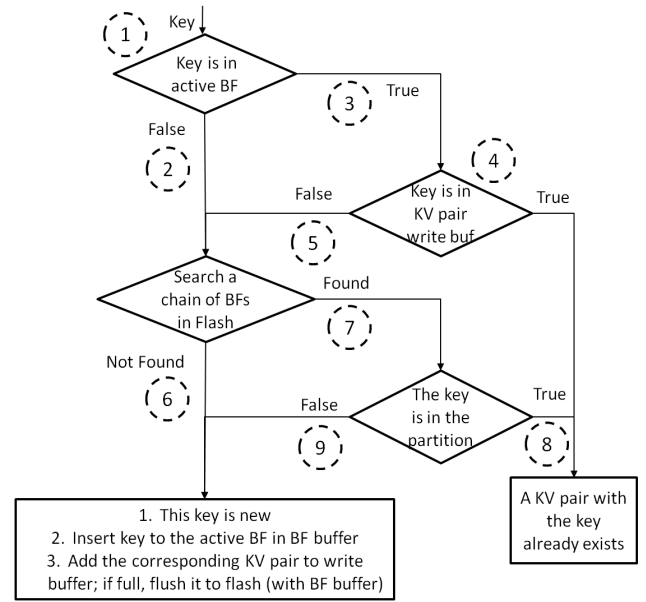 Key
1
Key is in
active BF
3
True
False
2
4
Key is in
KV pair
write buf
False
True
5
Search a
chain of BFs
in Flash
Found
7
Not Found
6
The key
is in the
partition
False
True
9
8
1. This key is new
2. Insert key to the active BF in BF buffer
3. Add the corresponding KV pair to write
buffer; if full, flush it to flash (with BF buffer)
A KV pair with
the key
already exists